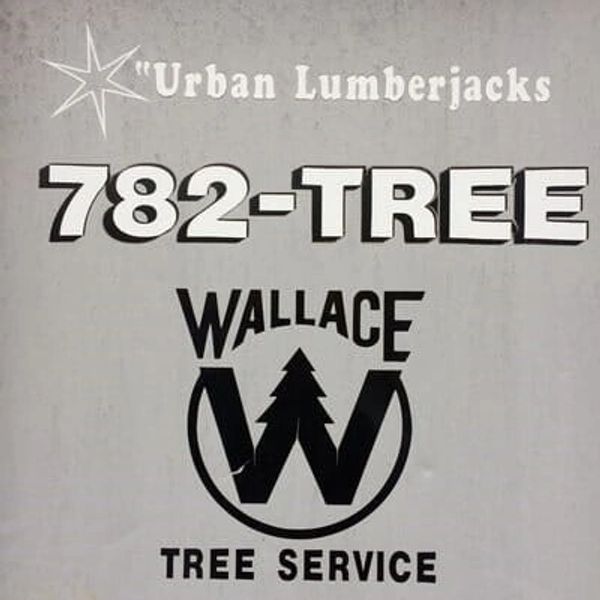 "Urban Lumberjacks
782-TREE
WALLACE
W
TREE SERVICE